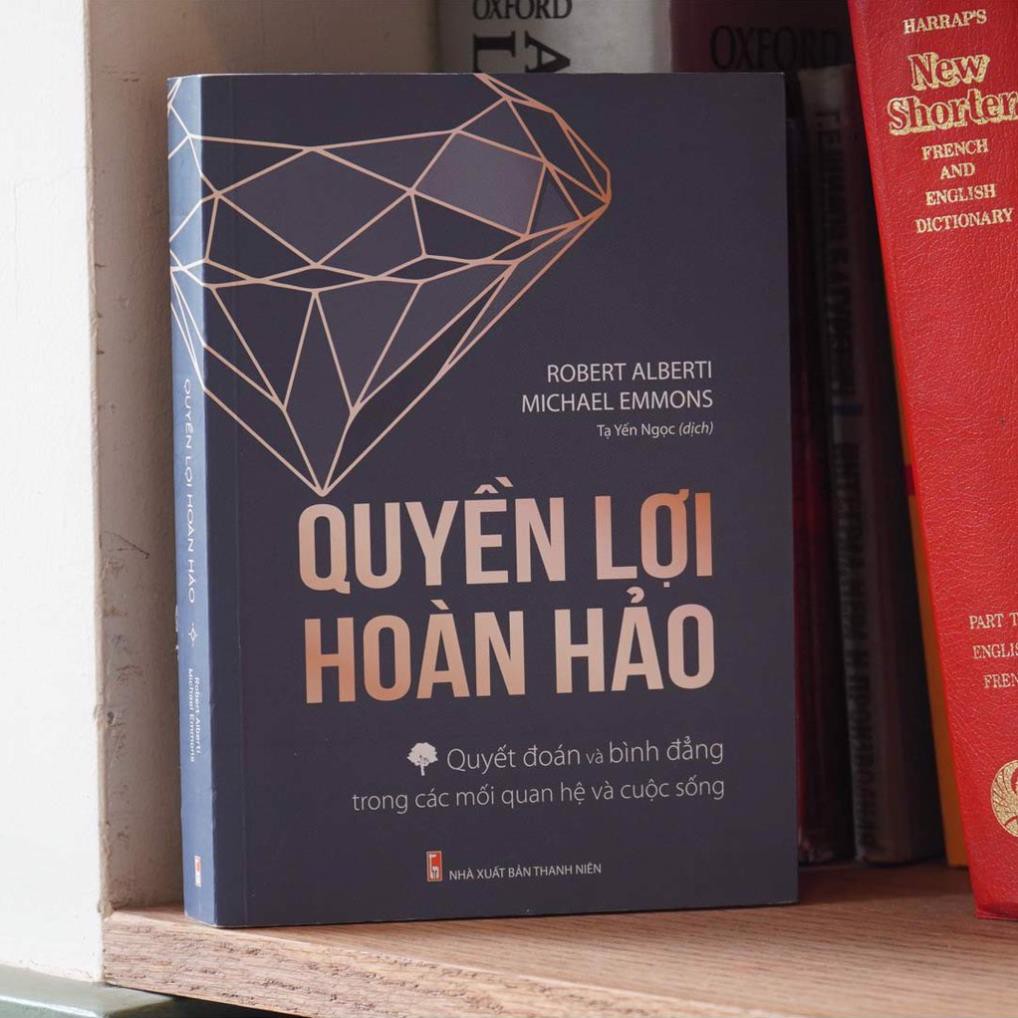 OXFORD
OXFORD
HARRAP'S
New
FRENCH
AND
ENGLISH
DICTIONARY
PART
ROBERT ALBERTI
MICHAEL EMMONS
Tạ Yến Ngọc (dịch)
QUYỀN LỢI
HOÀN HẢO
Quyết đoán và bình đẳng
trong các mối quan hệ và cuộc sống
NHÀ XUẤT BẢN THANH NIÊN
QUYỀN LỢI HOÀN HẢO
Robert Alberti
Michael Emmons